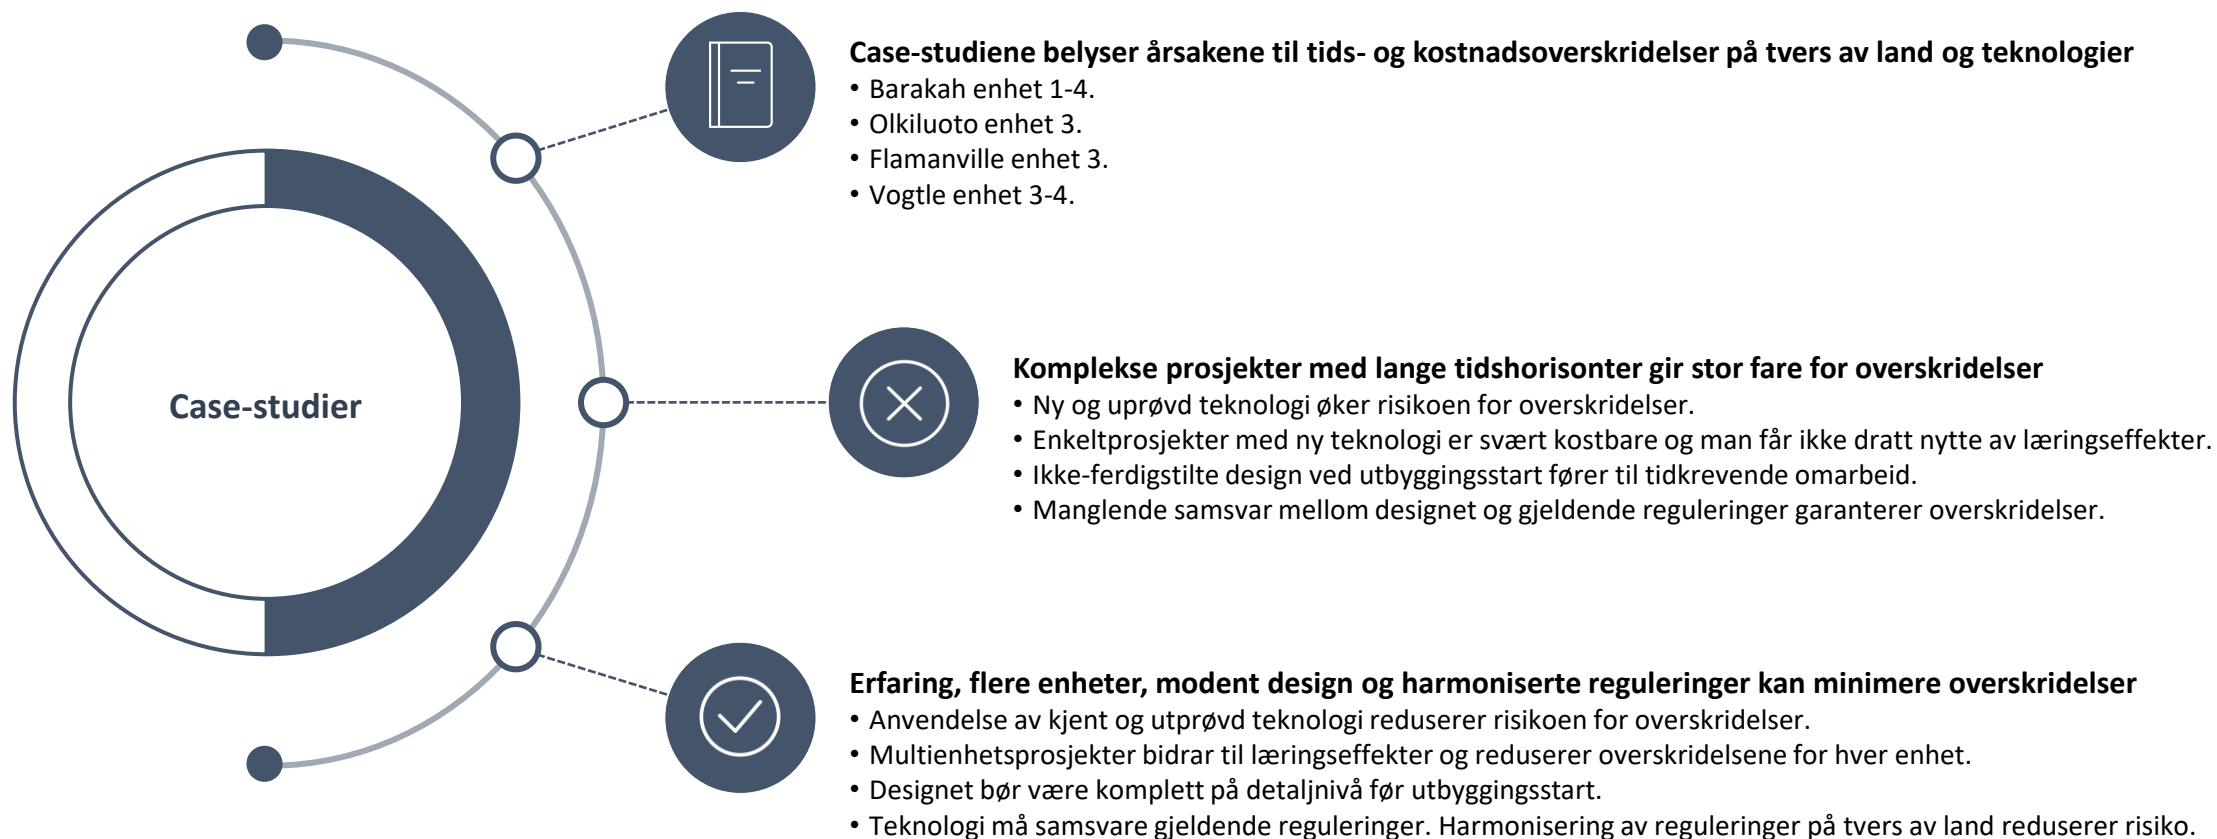 Case-studier
Case-studiene belyser årsakene til tids- og kostnadsoverskridelser på tvers av land og teknologier
• Barakah enhet 1-4.
• Olkiluoto enhet 3.
• Flamanville enhet 3.
• Vogtle enhet 3-4.
Komplekse prosjekter med lange tidshorisonter gir stor fare for overskridelser
• Ny og uprøvd teknologi øker risikoen for overskridelser.
• Enkeltprosjekter med ny teknologi er svært kostbare og man får ikke dratt nytte av læringseffekter.
• Ikke-ferdigstilte design ved utbyggingsstart fører til tidkrevende omarbeid.
• Manglende samsvar mellom designet og gjeldende reguleringer garanterer overskridelser.
Erfaring, flere enheter, modent design og harmoniserte reguleringer kan minimere overskridelser
• Anvendelse av kjent og utprøvd teknologi reduserer risikoen for overskridelser.
• Multienhetsprosjekter bidrar til læringseffekter og reduserer overskridelsene for hver enhet.
• Designet bør være komplett på detaljnivå før utbyggingsstart.
• Teknologi må samsvare gjeldende reguleringer. Harmonisering av reguleringer på tvers av land reduserer risiko.